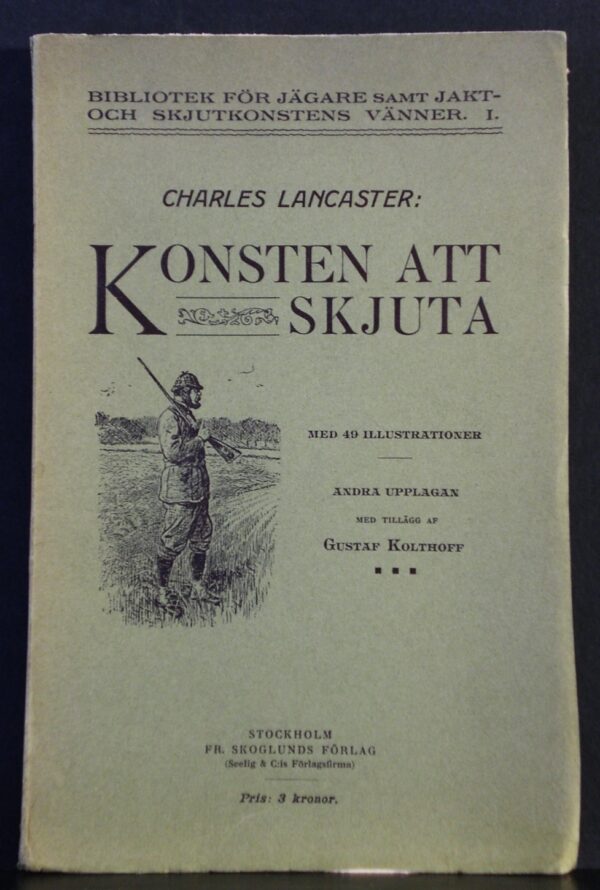 BIBLIOTEK FÖR JÄGARE SAMT JAKT-
OCH SKJUTKONSTENS VÄNNER. I.
CHARLES LANCASTER:
KONSTEN ATT
SKJUTA
MED 49 ILLUSTRATIONER
ANDRA UPPLAGAN
MED TILLÄGG AF
GUSTAF KOLTHOFF
STOCKHOLM
FR. SKOGLUNDS FÖRLAG
(Seelig & C:is Förlagsfirma)
Pris: 3 kronor.